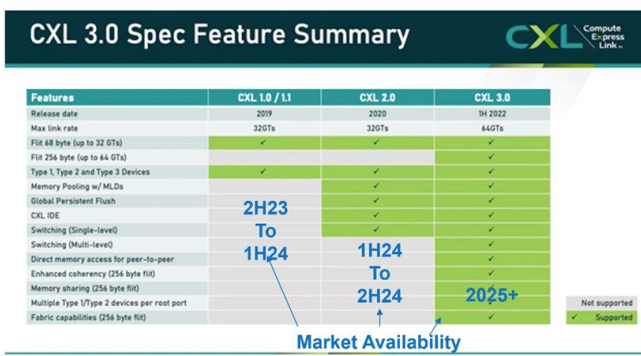 CXL 3.0 Spec Feature Summary
CXL Compute Express Link™
Features CXL 1.0 / 1.1 CXL 2.0 CXL 3.0
Release date 2019 2020 1H 2022
Max link rate 32GTs 32GTs 64GTs
Flit 68 byte (up to 32 GTs) ✓ ✓ ✓
Flit 256 byte (up to 64 GTs) ✓
Type 1, Type 2 and Type 3 Devices ✓ ✓ ✓
Memory Pooling w/ MLDs ✓ ✓
Global Persistent Flush ✓ ✓
CXL IDE ✓ ✓
Switching (Single-level) ✓ ✓
Switching (Multi-level) ✓
Direct memory access for peer-to-peer ✓
Enhanced coherency (256 byte flit) ✓
Memory sharing (256 byte flit) ✓
Multiple Type 1/Type 2 devices per root port ✓
Fabric capabilities (256 byte flit) ✓
2H23
To
1H24
1H24
To
2H24
2025+
Not supported
✓ Supported
Market Availability